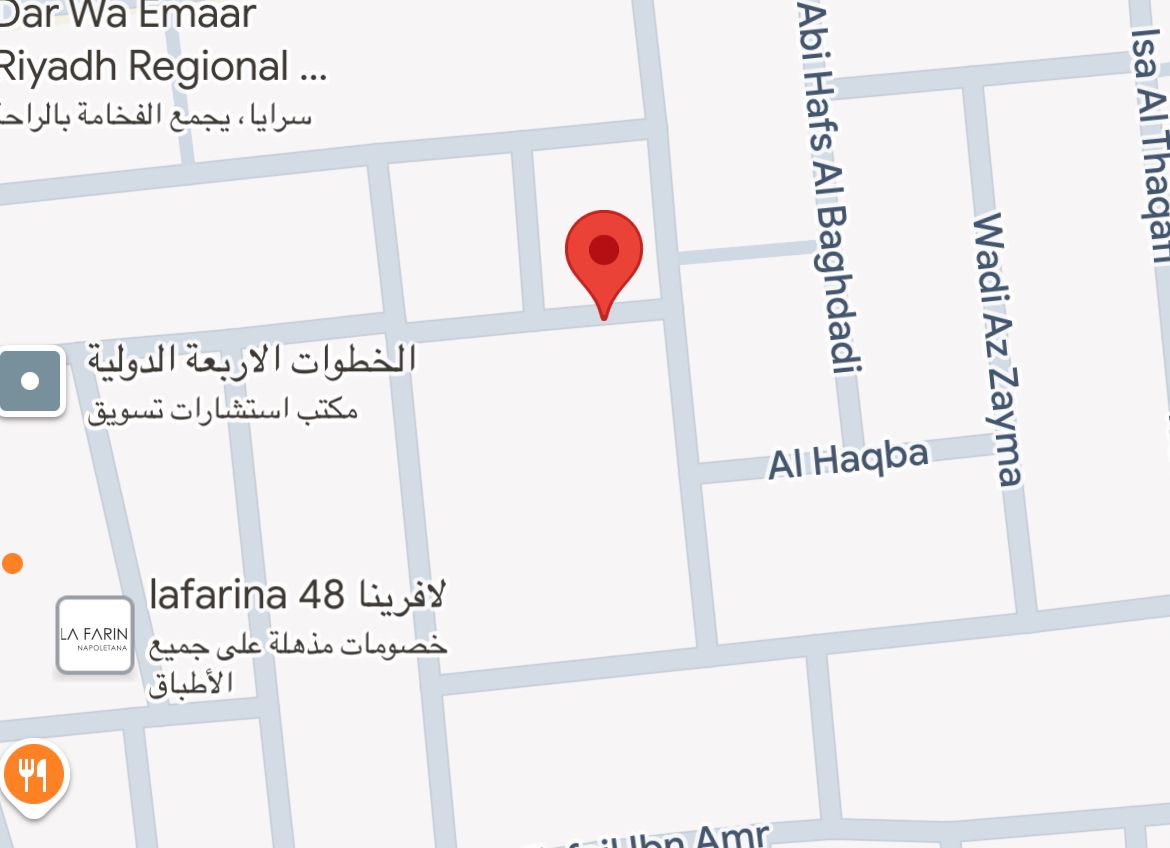 Dar Wa Emaar
Riyadh Regional ...
سرايا، يجمع الفخامة بالراحة
Abi Hafs Al Baghdadi
Isa Al Thaqafi
Wadi Az Zayma
الخطوات الاربعة الدولية
مكتب استشارات تسويق
Al Haqba
lafarina 48 لافرينا
خصومات مذهلة على جميع
الأطباق
LA FARIN
NAPOLETANA
Ibn Amr